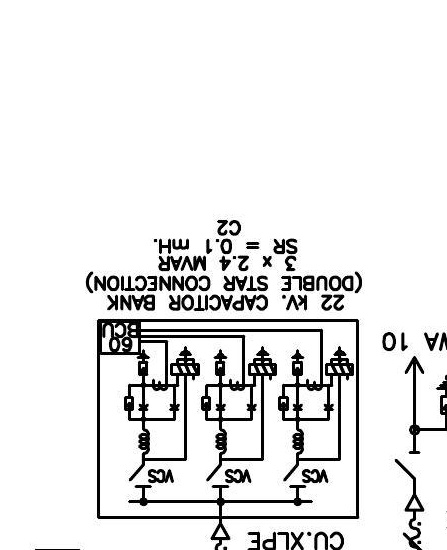 CU.XLPE
VCS VCS VCS
60
BCU
VA 10
22 kV. CAPACITOR BANK
(DOUBLE STAR CONNECTION)
3 x 2.4 MVAR
SR = 0.1 mH.
C2